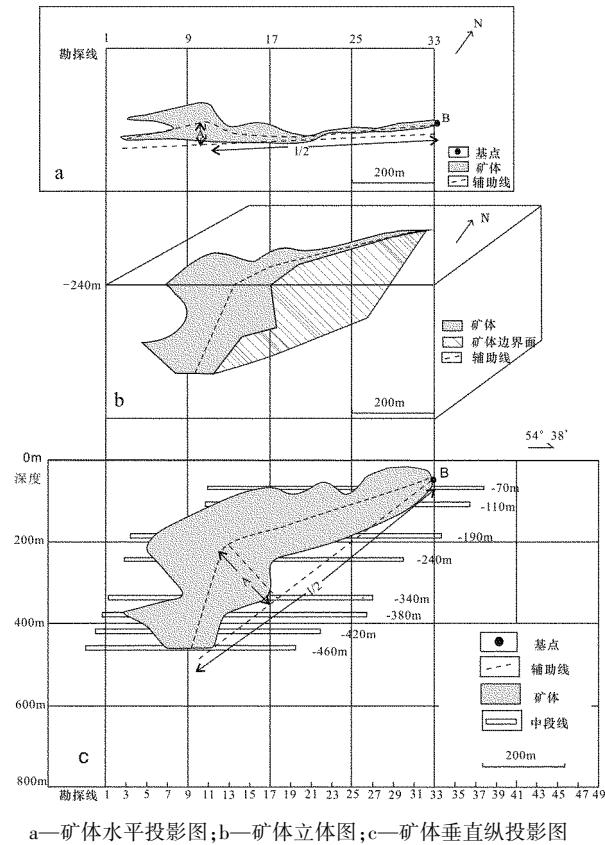 1 9 17 25 33
勘探线
N
B
1/2
a
200m
基点
矿体
辅助线
N
-240m
矿体
矿体边界面
辅助线
b
200m
54° 38'
0m
深度
B
-70m
-110m
-190m
200m
-240m
1/2
-340m
-380m
400m
-420m
-460m
基点
辅助线
矿体
中段线
600m
c
200m
800m
勘探线 1 3 5 7 9 11 13 15 17 19 21 23 25 27 29 31 33 35 37 39 41 43 45 47 49
a—矿体水平投影图;b—矿体立体图;c—矿体垂直纵投影图